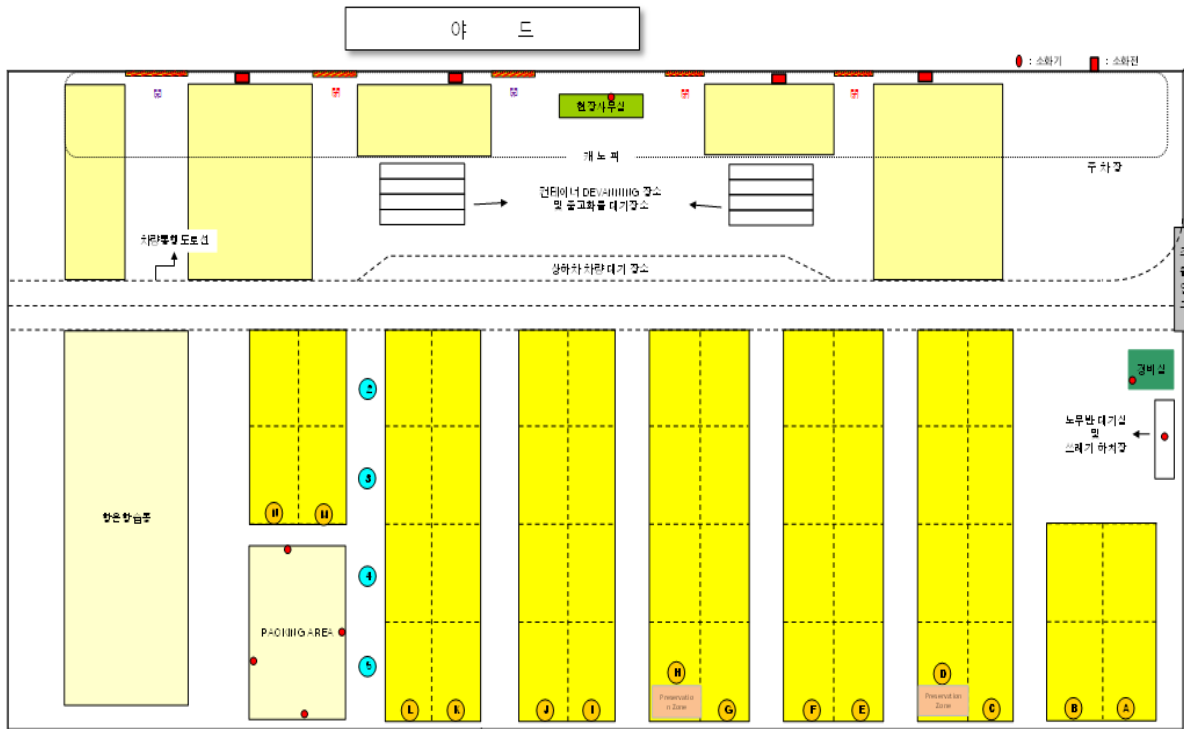 야 드
: 소화기
: 소화전
현장사무실
캐노피
주차장
컨테이너 DEVANNING 장소
및 출고화물 대기장소
차량통행 도로선
상하차 차량 대기 장소
경비실
노무반 대기실
및
쓰레기 하치장
2
3
4
5
항온항습동
N
M
PACKING AREA
H
D
Preservatio
n Zone
Preservation
Zone
L
K
J
I
G
F
E
C
B
A